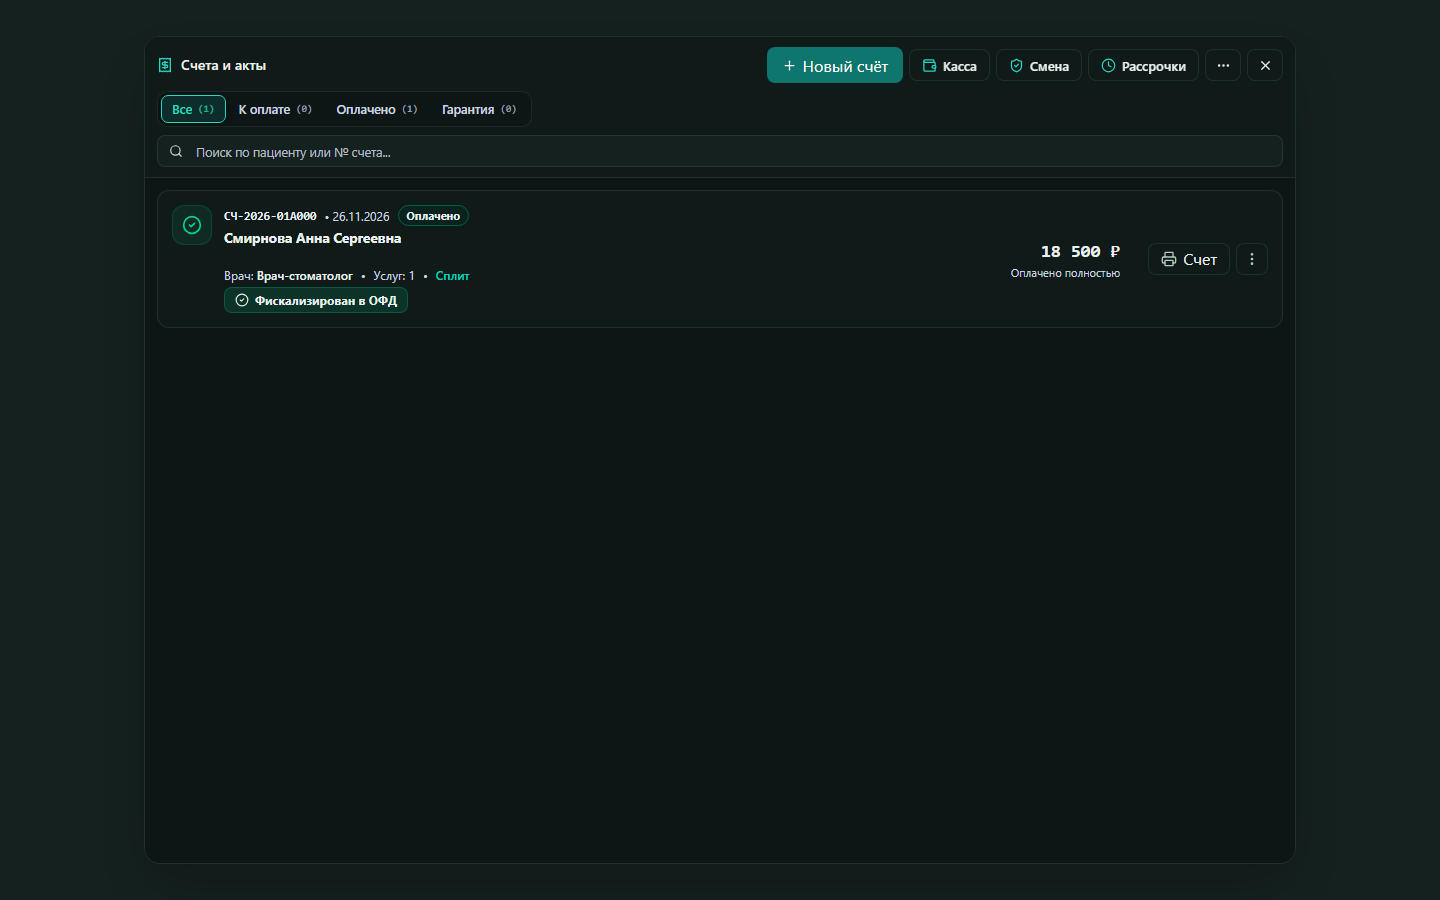 Счета и акты
Новый счёт
Касса
Смена
Рассрочки
Все (1)
К оплате (0)
Оплачено (1)
Гарантия (0)
Поиск по пациенту или № счета...
СЧ-2026-01A000 • 26.11.2026 Оплачено
Смирнова Анна Сергеевна
Врач: Врач-стоматолог • Услуг: 1 • Сплит
Фискализирован в ОФД
18 500 ₽
Оплачено полностью
Счет